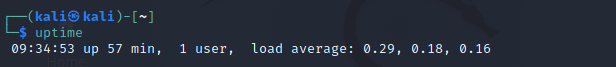 ┌──(kali㉿kali)-[~]
└─$ uptime
 09:34:53 up 57 min,  1 user,  load average: 0.29, 0.18, 0.16